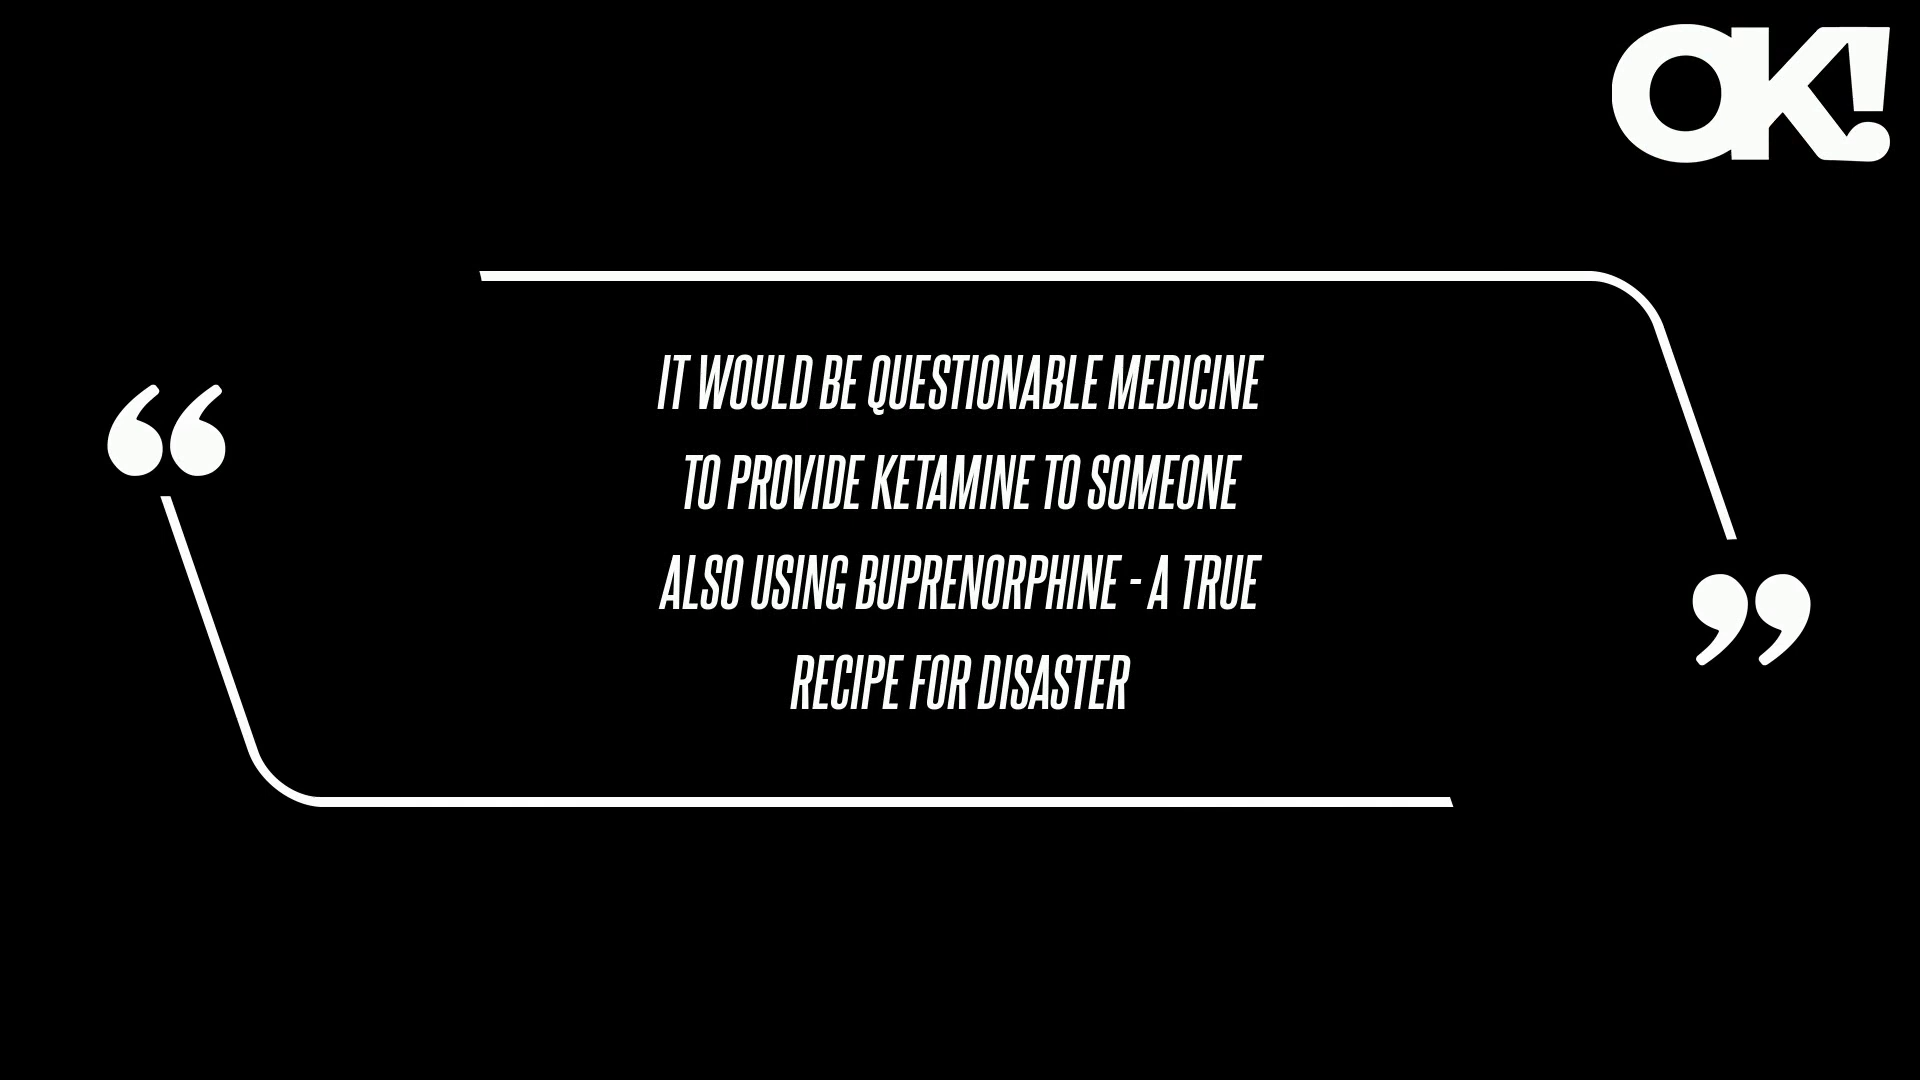 OK!
“
IT WOULD BE QUESTIONABLE MEDICINE
TO PROVIDE KETAMINE TO SOMEONE
ALSO USING BUPRENORPHINE - A TRUE
RECIPE FOR DISASTER
”